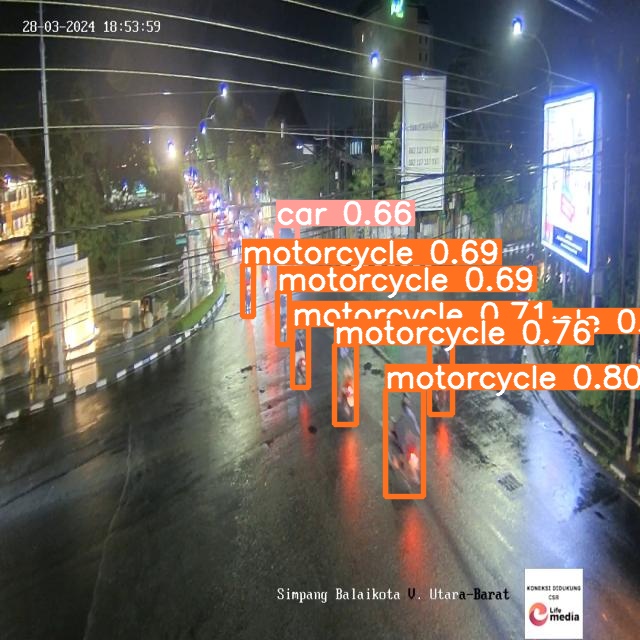 28-03-2024 18:53:59
car 0.66
motorcycle 0.69
motorcycle 0.69
motorcycle 0.71
motorcycle 0.76
motorcycle 0.80
Simpang Balaikota V. Utara-Barat
KONEKSI DIDUKUNG
CSR
Life
media